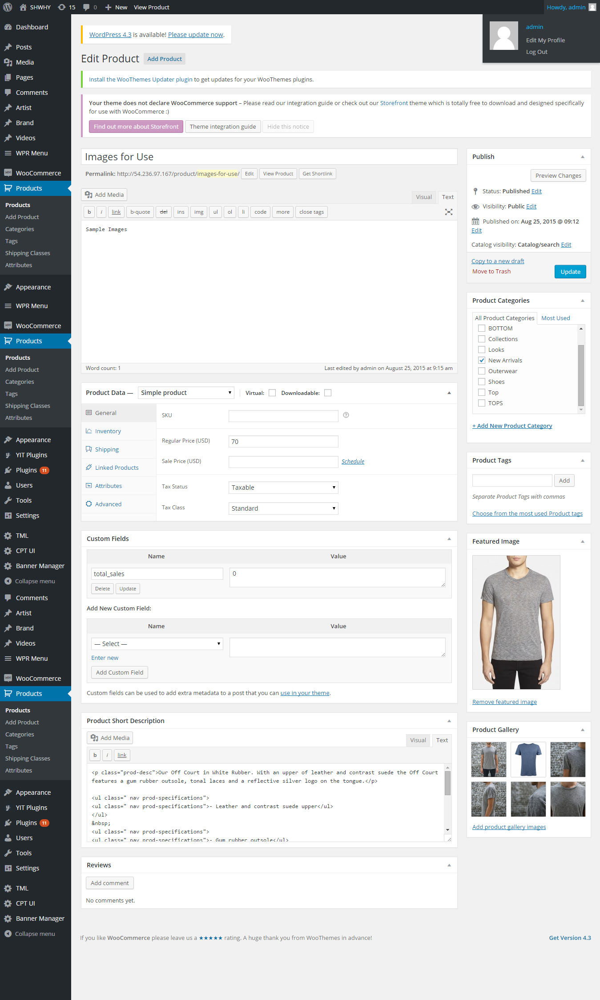 SHWHY 15 0 New View Product Howdy, admin
admin
Edit My Profile
Log Out
Dashboard
Posts
Media
Pages
Comments
Artist
Brand
Videos
WPR Menu
WooCommerce
Products
Products
Add Product
Categories
Tags
Shipping Classes
Attributes
Appearance
WPR Menu
WooCommerce
Products
Products
Add Product
Categories
Tags
Shipping Classes
Attributes
Appearance
YIT Plugins
Plugins 11
Users
Tools
Settings
TML
CPT UI
Banner Manager
Collapse menu
Comments
Artist
Brand
Videos
WPR Menu
WooCommerce
Products
Products
Add Product
Categories
Tags
Shipping Classes
Attributes
Appearance
YIT Plugins
Plugins 11
Users
Tools
Settings
TML
CPT UI
Banner Manager
Collapse menu
WordPress 4.3 is available! Please update now.
Edit Product Add Product
Install the WooThemes Updater plugin to get updates for your WooThemes plugins.
Your theme does not declare WooCommerce support – Please read our integration guide or check out our Storefront theme which is totally free to download and designed specifically
for use with WooCommerce :)
Find out more about Storefront Theme integration guide Hide this notice
Images for Use
Permalink: http://54.236.97.167/product/images-for-use/ Edit View Product Get Shortlink
Add Media Visual Text
b i link b-quote del ins img ul ol li code more close tags
Sample Images
Word count: 1 Last edited by admin on August 25, 2015 at 9:15 am
Product Data — Simple product Virtual: Downloadable:
General
Inventory
Shipping
Linked Products
Attributes
Advanced
SKU
Regular Price (USD) 70
Sale Price (USD) Schedule
Tax Status Taxable
Tax Class Standard
Custom Fields
Name Value
total_sales 0
Delete Update
Add New Custom Field:
Name Value
— Select —
Enter new
Add Custom Field
Custom fields can be used to add extra metadata to a post that you can use in your theme.
Product Short Description
Add Media Visual Text
b i link
<p class="prod-desc">Our Off Court in White Rubber. With an upper of leather and contrast suede the Off Court
features a gum rubber outsole, tonal laces and a reflective silver logo on the tongue.</p>
<ul class=" nav prod-specifications">
<ul class=" nav prod-specifications">- Leather and contrast suede upper</ul>
</ul>
&nbsp;
<ul class=" nav prod-specifications">
<ul class=" nav prod-specifications">- Gum rubber outsole</ul>
Reviews
Add comment
No comments yet.
Publish
Preview Changes
Status: Published Edit
Visibility: Public Edit
Published on: Aug 25, 2015 @ 09:12
Edit
Catalog visibility: Catalog/search Edit
Copy to a new draft
Move to Trash Update
Product Categories
All Product Categories Most Used
BOTTOM
Collections
Looks
New Arrivals
Outerwear
Shoes
Top
TOPS
+ Add New Product Category
Product Tags
Add
Separate Product Tags with commas
Choose from the most used Product tags
Featured Image
Remove featured image
Product Gallery
Add product gallery images
If you like WooCommerce please leave us a ★★★★★ rating. A huge thank you from WooThemes in advance! Get Version 4.3